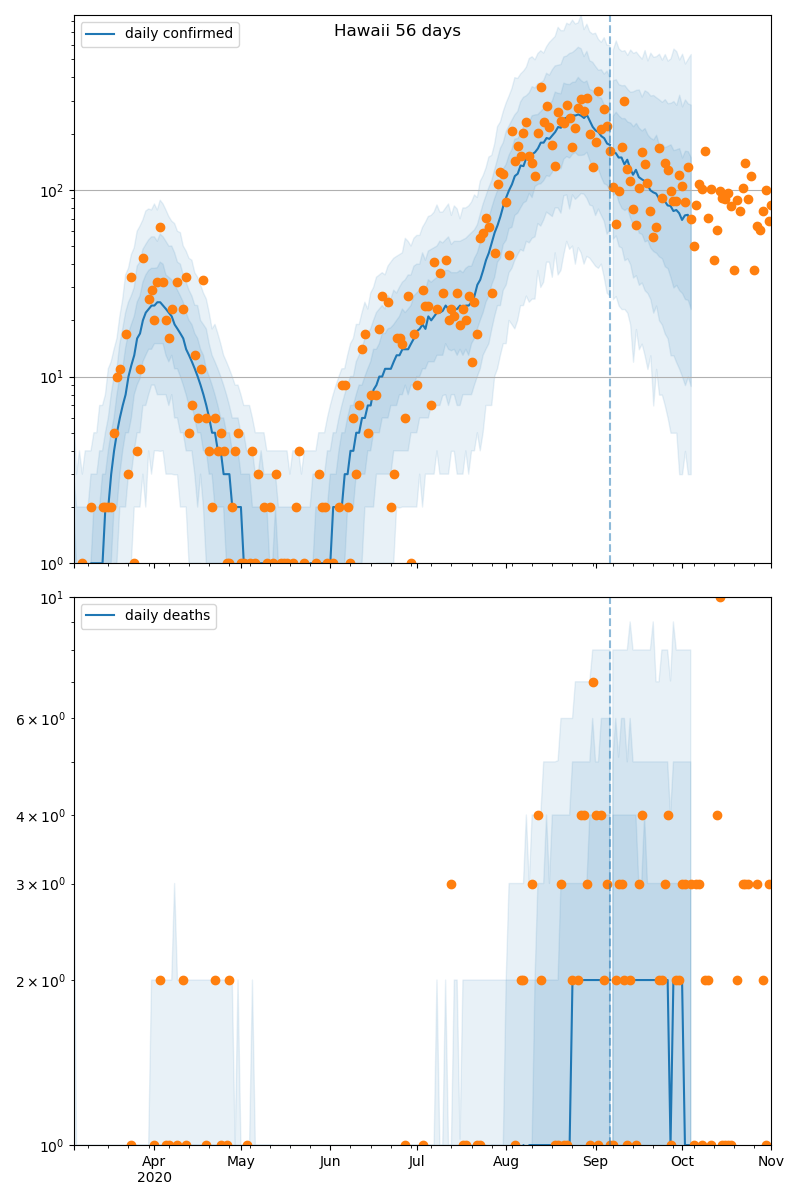 Hawaii 56 days
daily confirmed
10²
10¹
10⁰
daily deaths
10¹
6 × 10⁰
4 × 10⁰
3 × 10⁰
2 × 10⁰
10⁰
Apr May Jun Jul Aug Sep Oct Nov
2020